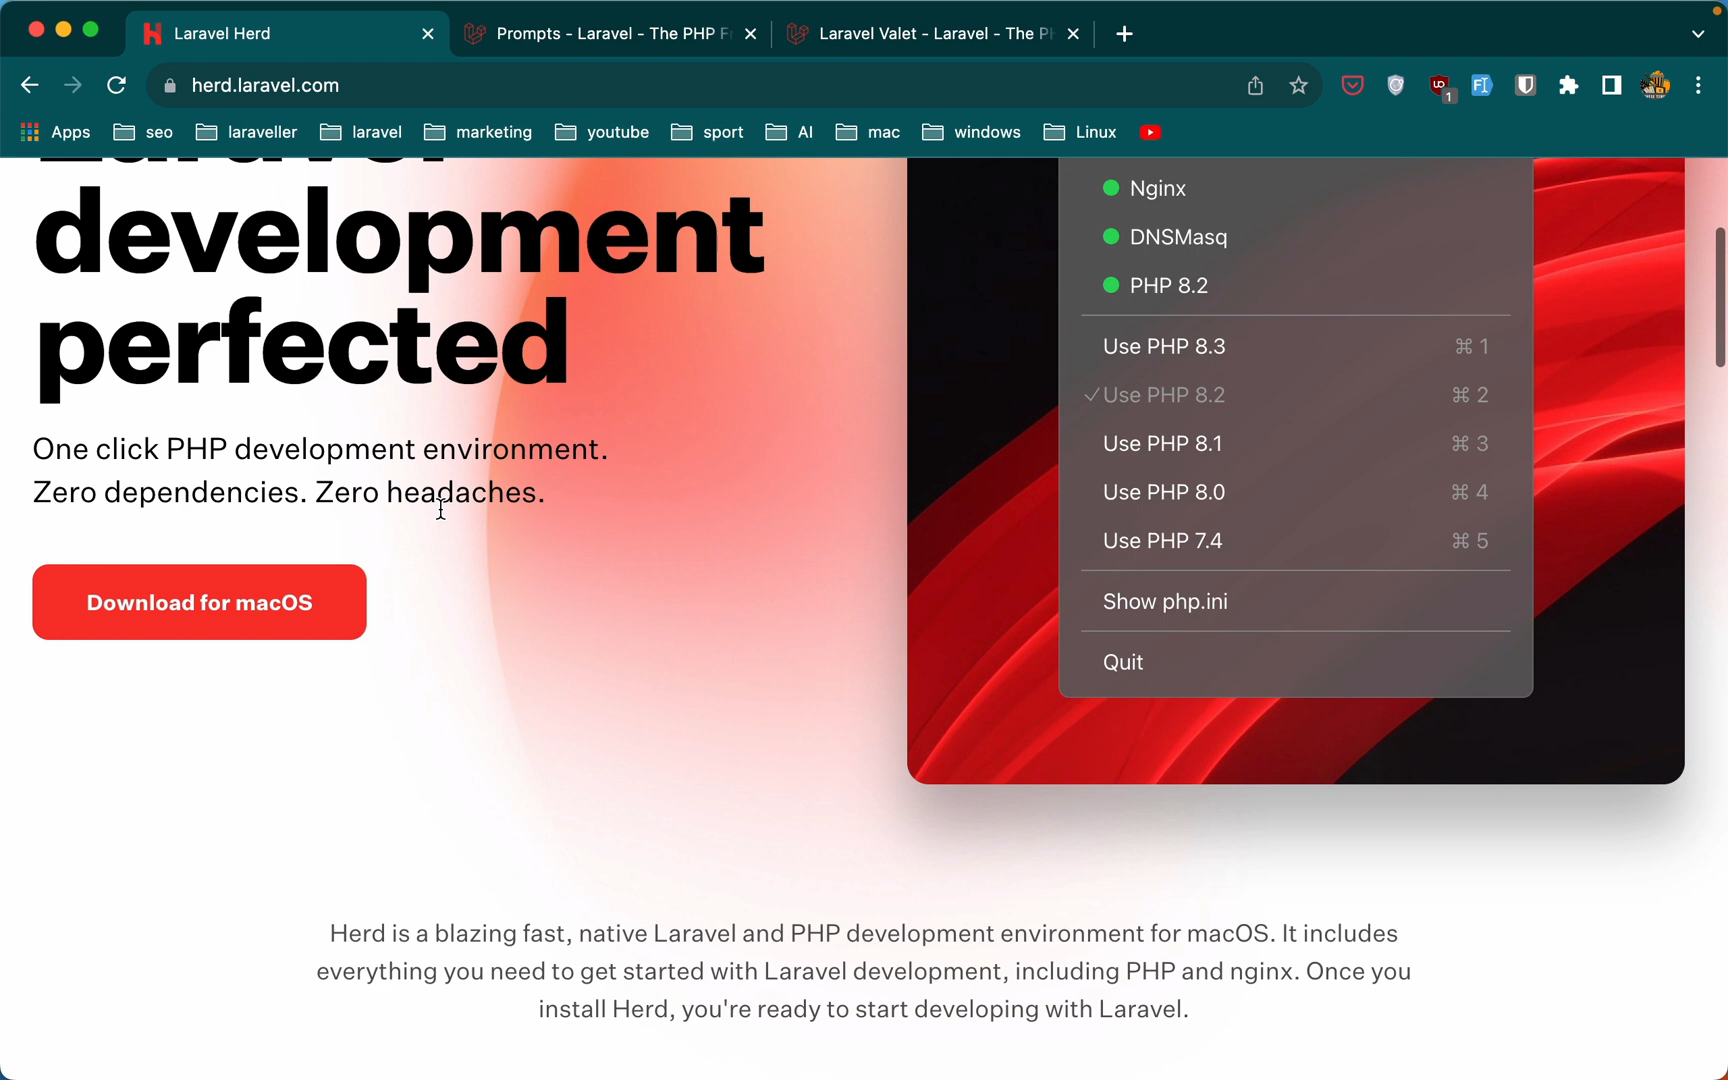 Laravel Herd
Prompts - Laravel - The PHP F
Laravel Valet - Laravel - The P
herd.laravel.com
1
Apps
seo
laraveller
laravel
marketing
youtube
sport
AI
mac
windows
Linux
Laravel
development
perfected
One click PHP development environment.
Zero dependencies. Zero headaches.
Download for macOS
Nginx
DNSMasq
PHP 8.2
Use PHP 8.3 ⌘ 1
✓Use PHP 8.2 ⌘ 2
Use PHP 8.1 ⌘ 3
Use PHP 8.0 ⌘ 4
Use PHP 7.4 ⌘ 5
Show php.ini
Quit
Herd is a blazing fast, native Laravel and PHP development environment for macOS. It includes
everything you need to get started with Laravel development, including PHP and nginx. Once you
install Herd, you're ready to start developing with Laravel.